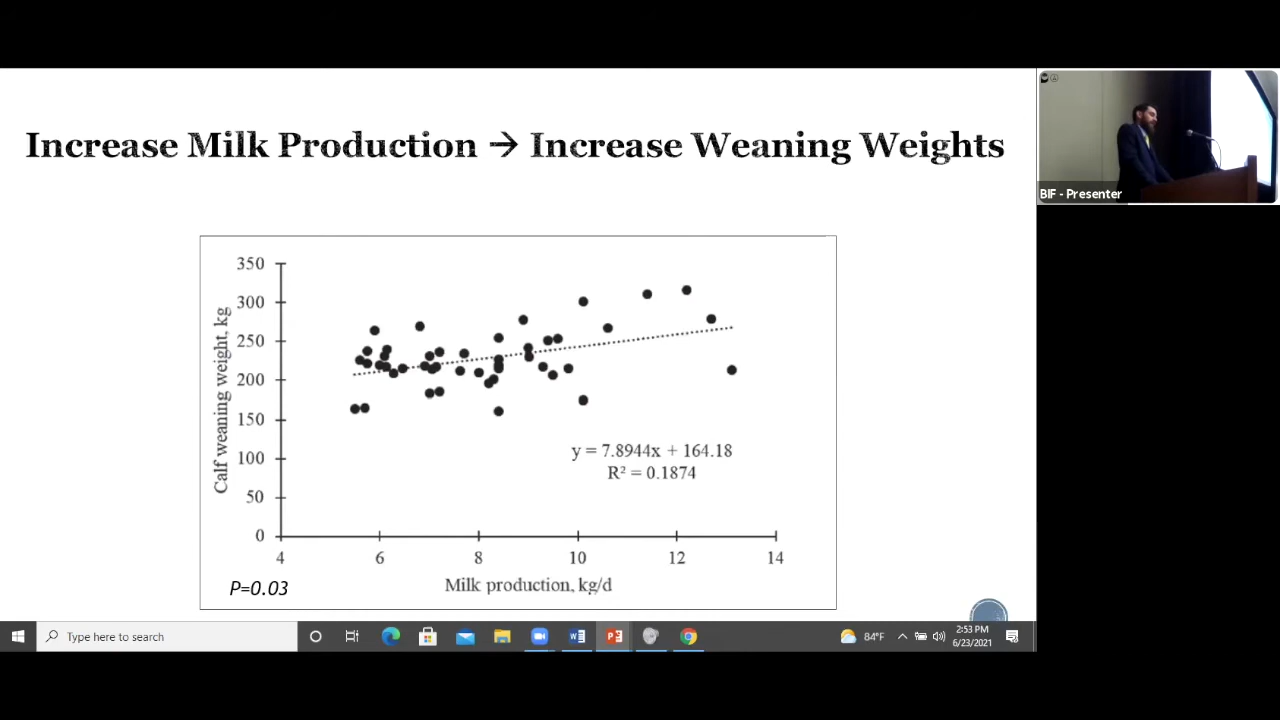 Increase Milk Production → Increase Weaning Weights
BIF - Presenter
350
300
250
200
150
100
50
0
Calf weaning weight, kg
y = 7.8944x + 164.18
R² = 0.1874
4 6 8 10 12 14
Milk production, kg/d
P=0.03
Type here to search
84°F
2:53 PM
6/23/2021